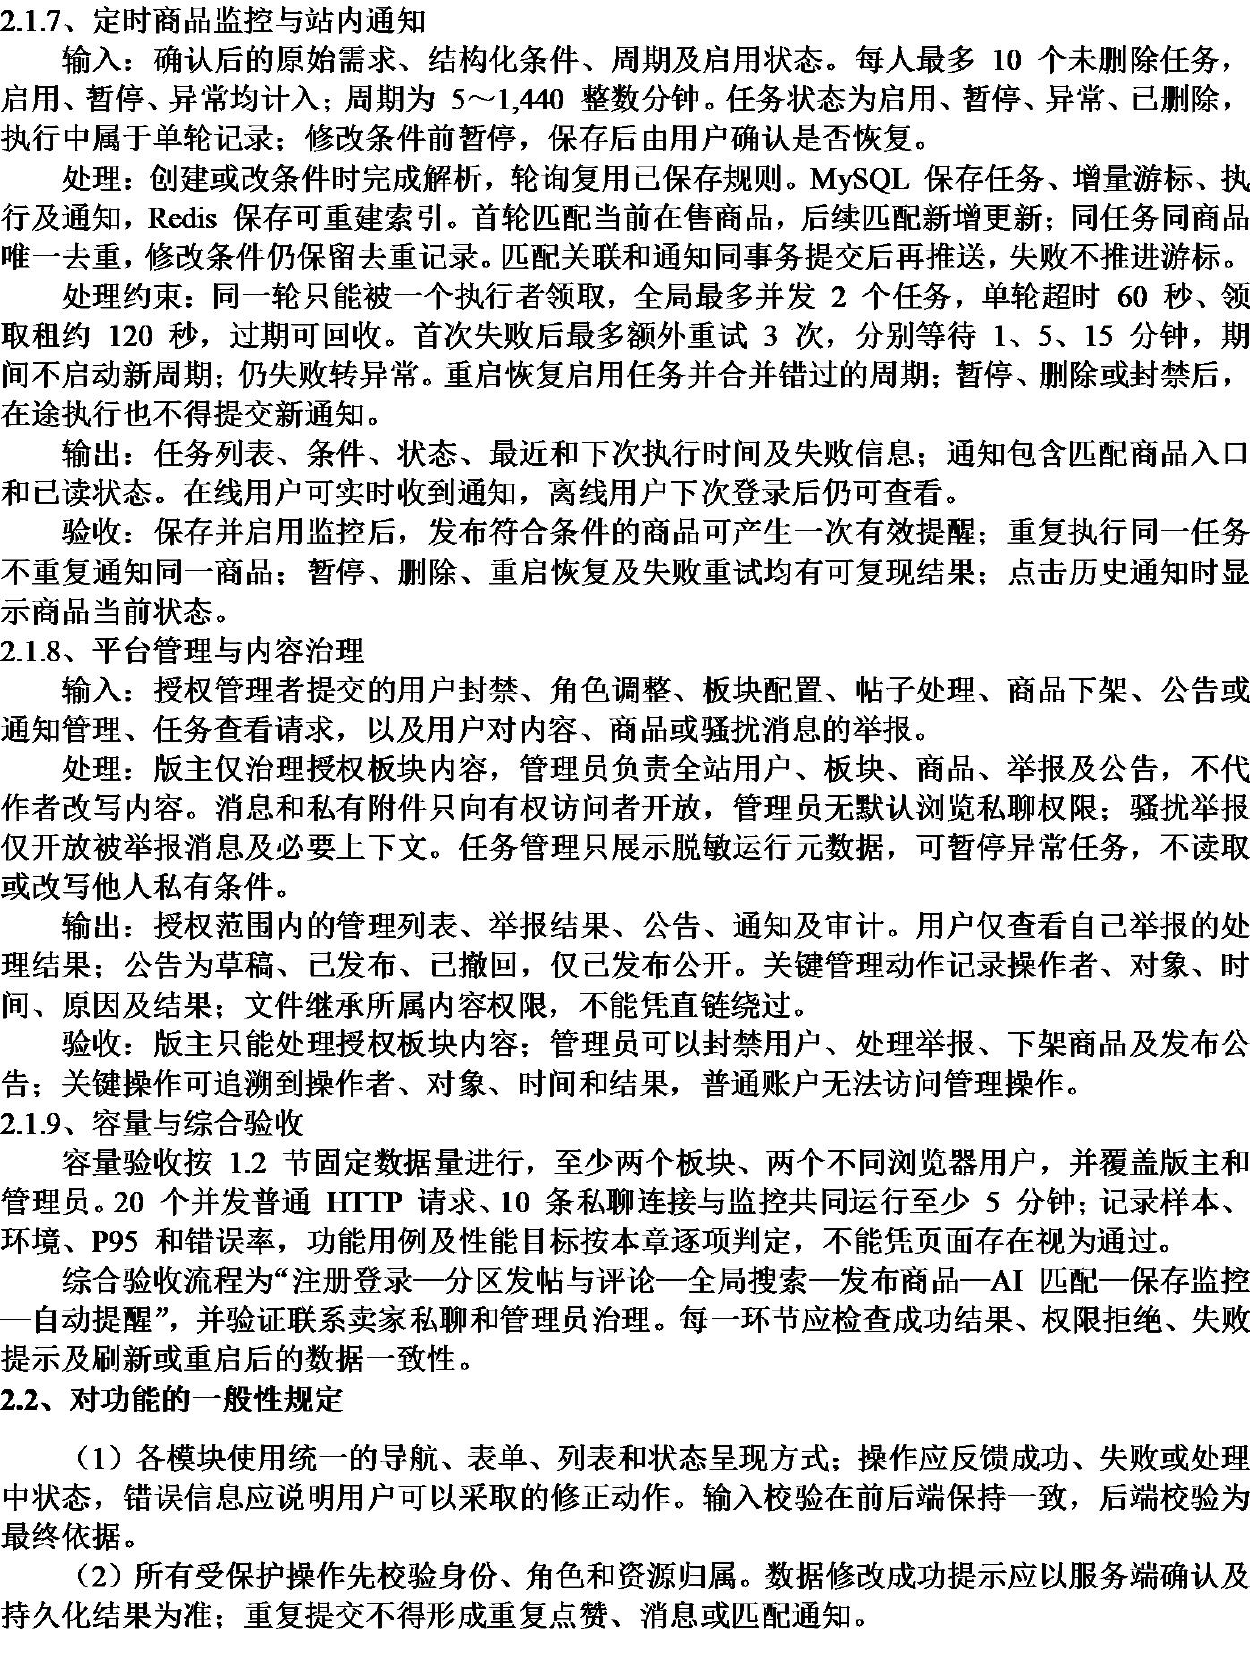 2.1.7、定时商品监控与站内通知
输入：确认后的原始需求、结构化条件、周期及启用状态。每人最多 10 个未删除任务，
启用、暂停、异常均计入；周期为 5～1,440 整数分钟。任务状态为启用、暂停、异常、已删除，
执行中属于单轮记录；修改条件前暂停，保存后由用户确认是否恢复。
处理：创建或改条件时完成解析，轮询复用已保存规则。MySQL 保存任务、增量游标、执
行及通知，Redis 保存可重建索引。首轮匹配当前在售商品，后续匹配新增更新；同任务同商品
唯一去重，修改条件仍保留去重记录。匹配关联和通知同事务提交后再推送，失败不推进游标。
处理约束：同一轮只能被一个执行者领取，全局最多并发 2 个任务，单轮超时 60 秒、领
取租约 120 秒，过期可回收。首次失败后最多额外重试 3 次，分别等待 1、5、15 分钟，期
间不启动新周期；仍失败转异常。重启恢复启用任务并合并错过的周期；暂停、删除或封禁后，
在途执行也不得提交新通知。
输出：任务列表、条件、状态、最近和下次执行时间及失败信息；通知包含匹配商品入口
和已读状态。在线用户可实时收到通知，离线用户下次登录后仍可查看。
验收：保存并启用监控后，发布符合条件的商品可产生一次有效提醒；重复执行同一任务
不重复通知同一商品；暂停、删除、重启恢复及失败重试均有可复现结果；点击历史通知时显
示商品当前状态。
2.1.8、平台管理与内容治理
输入：授权管理者提交的用户封禁、角色调整、板块配置、帖子处理、商品下架、公告或
通知管理、任务查看请求，以及用户对内容、商品或骚扰消息的举报。
处理：版主仅治理授权板块内容，管理员负责全站用户、板块、商品、举报及公告，不代
作者改写内容。消息和私有附件只向有权访问者开放，管理员无默认浏览私聊权限；骚扰举报
仅开放被举报消息及必要上下文。任务管理只展示脱敏运行元数据，可暂停异常任务，不读取
或改写他人私有条件。
输出：授权范围内的管理列表、举报结果、公告、通知及审计。用户仅查看自己举报的处
理结果；公告为草稿、已发布、已撤回，仅已发布公开。关键管理动作记录操作者、对象、时
间、原因及结果；文件继承所属内容权限，不能凭直链绕过。
验收：版主只能处理授权板块内容；管理员可以封禁用户、处理举报、下架商品及发布公
告；关键操作可追溯到操作者、对象、时间和结果，普通账户无法访问管理操作。
2.1.9、容量与综合验收
容量验收按 1.2 节固定数据量进行，至少两个板块、两个不同浏览器用户，并覆盖版主和
管理员。20 个并发普通 HTTP 请求、10 条私聊连接与监控共同运行至少 5 分钟；记录样本、
环境、P95 和错误率，功能用例及性能目标按本章逐项判定，不能凭页面存在视为通过。
综合验收流程为“注册登录—分区发帖与评论—全局搜索—发布商品—AI 匹配—保存监控
—自动提醒”，并验证联系卖家私聊和管理员治理。每一环节应检查成功结果、权限拒绝、失败
提示及刷新或重启后的数据一致性。
2.2、对功能的一般性规定
（1）各模块使用统一的导航、表单、列表和状态呈现方式；操作应反馈成功、失败或处理
中状态，错误信息应说明用户可以采取的修正动作。输入校验在前后端保持一致，后端校验为
最终依据。
（2）所有受保护操作先校验身份、角色和资源归属。数据修改成功提示应以服务端确认及
持久化结果为准；重复提交不得形成重复点赞、消息或匹配通知。